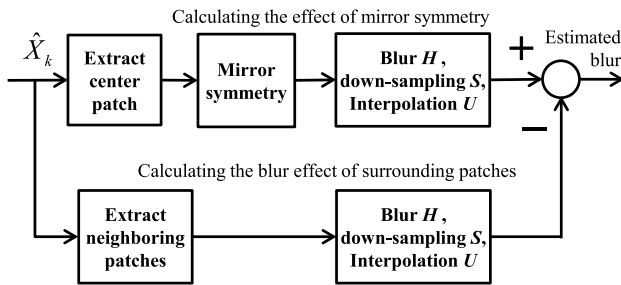 Calculating the effect of mirror symmetry
X̂ₖ
Extract
center
patch
Mirror
symmetry
Blur H ,
down-sampling S,
Interpolation U
+
Estimated
blur
−
Calculating the blur effect of surrounding patches
Extract
neighboring
patches
Blur H ,
down-sampling S,
Interpolation U